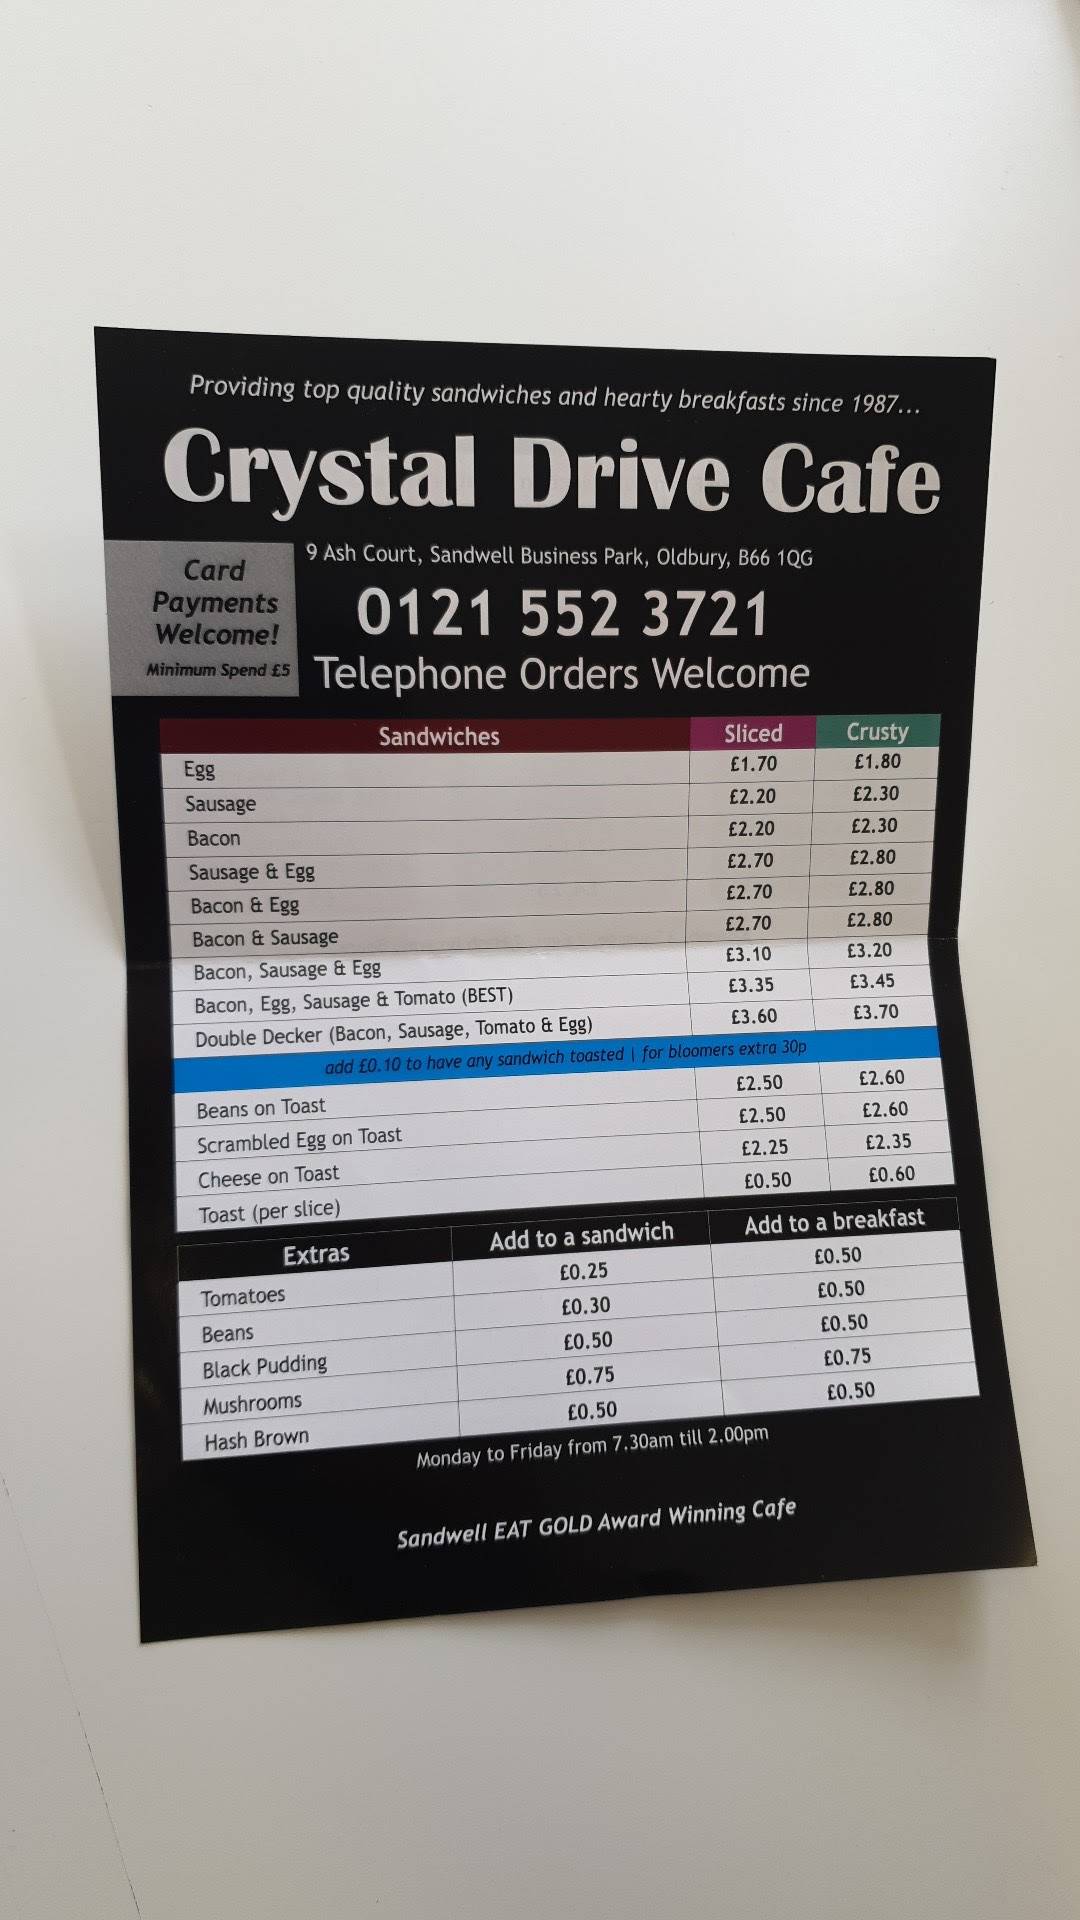 Providing top quality sandwiches and hearty breakfasts since 1987...
Crystal Drive Cafe
Card
Payments
Welcome!
Minimum Spend £5
9 Ash Court, Sandwell Business Park, Oldbury, B66 1QG
0121 552 3721
Telephone Orders Welcome
Sandwiches Sliced Crusty
Egg £1.70 £1.80
Sausage £2.20 £2.30
Bacon £2.20 £2.30
Sausage & Egg £2.70 £2.80
Bacon & Egg £2.70 £2.80
Bacon & Sausage £2.70 £2.80
Bacon, Sausage & Egg £3.10 £3.20
Bacon, Egg, Sausage & Tomato (BEST) £3.35 £3.45
Double Decker (Bacon, Sausage, Tomato & Egg) £3.60 £3.70
add £0.10 to have any sandwich toasted | for bloomers extra 30p
Beans on Toast £2.50 £2.60
Scrambled Egg on Toast £2.50 £2.60
Cheese on Toast £2.25 £2.35
Toast (per slice) £0.50 £0.60
Extras Add to a sandwich Add to a breakfast
Tomatoes £0.25 £0.50
Beans £0.30 £0.50
Black Pudding £0.50 £0.50
Mushrooms £0.75 £0.75
Hash Brown £0.50 £0.50
Monday to Friday from 7.30am till 2.00pm
Sandwell EAT GOLD Award Winning Cafe